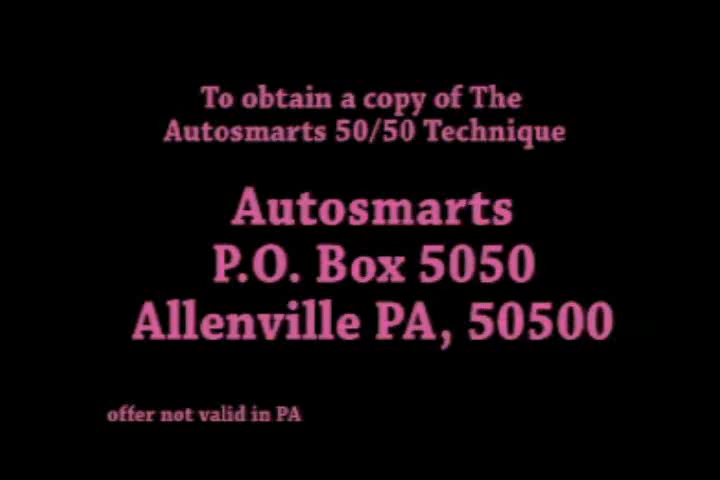 To obtain a copy of The
Autosmarts 50/50 Technique
Autosmarts
P.O. Box 5050
Allenville PA, 50500
offer not valid in PA